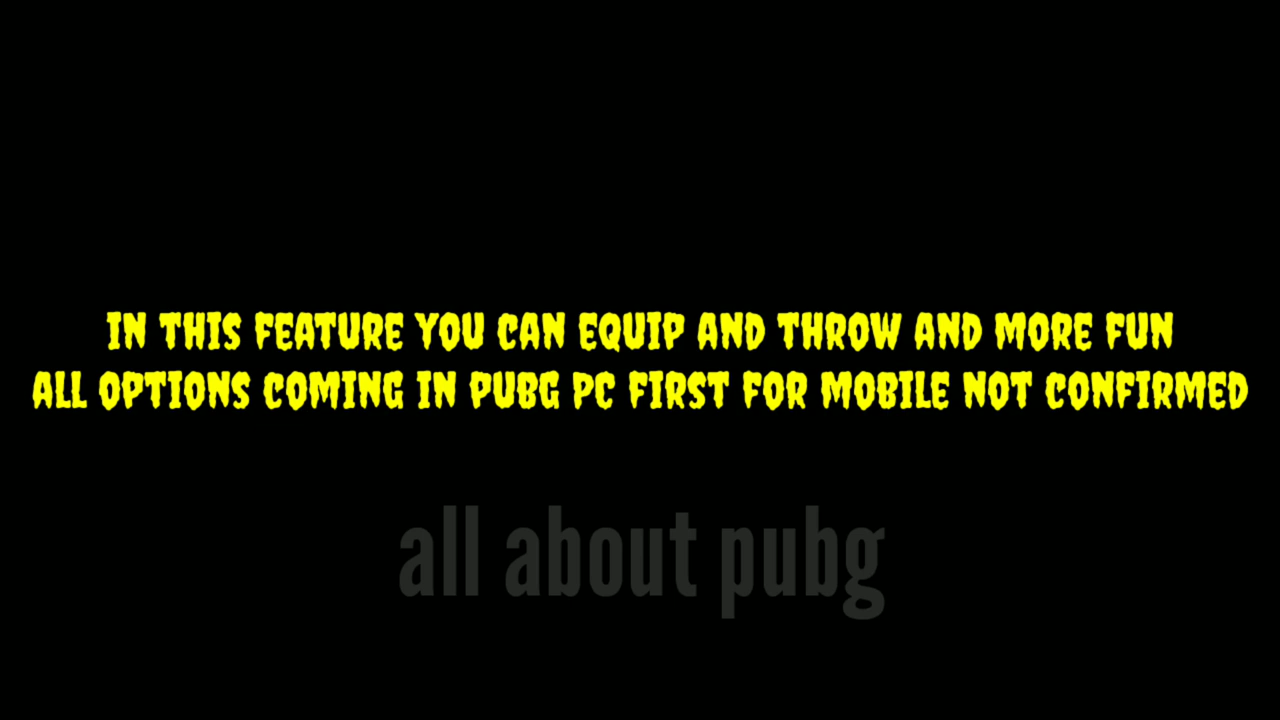 IN THIS FEATURE YOU CAN EQUIP AND THROW AND MORE FUN
ALL OPTIONS COMING IN PUBG PC FIRST FOR MOBILE NOT CONFIRMED
all about pubg